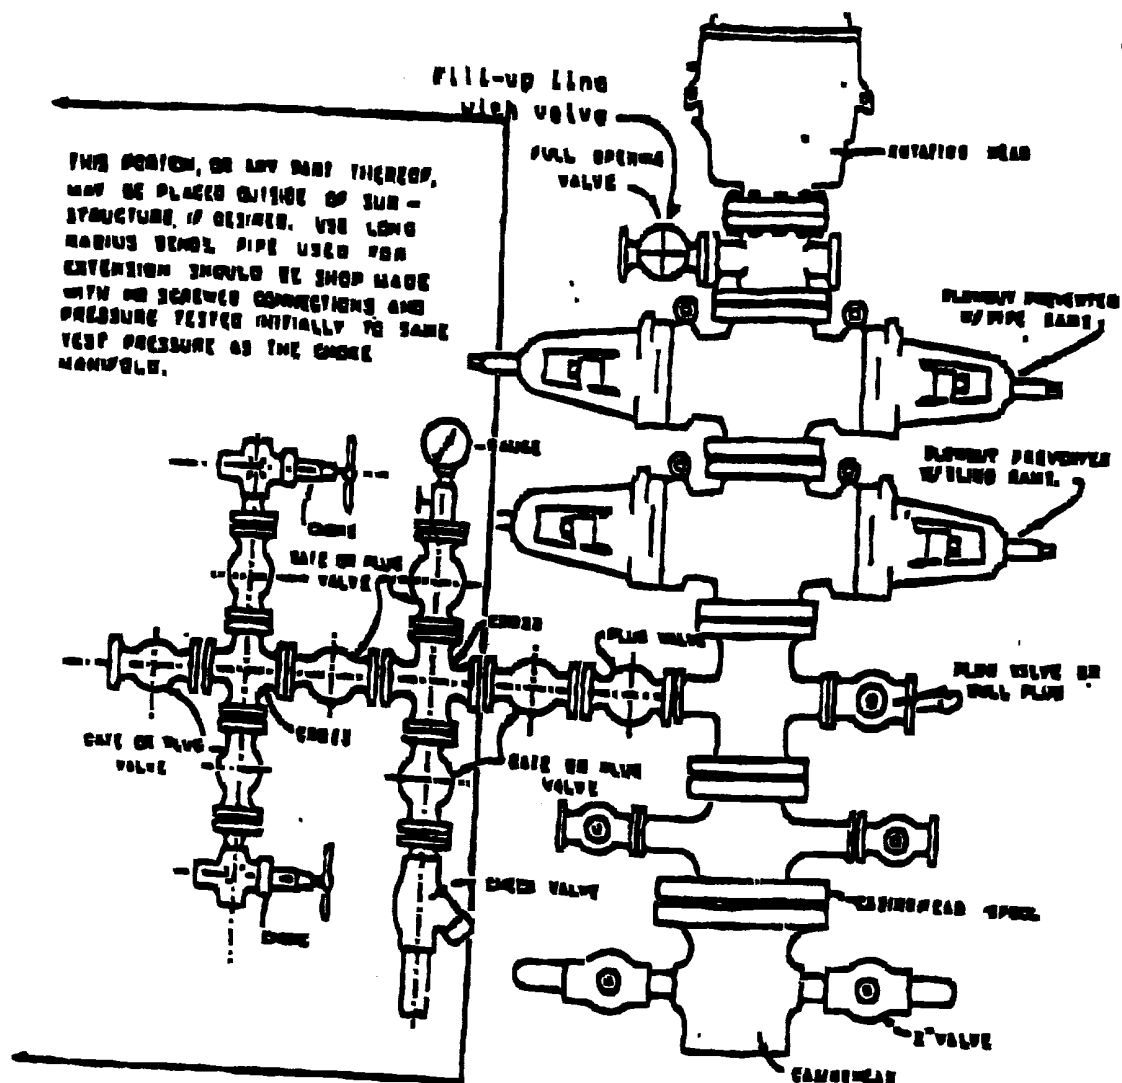 Fill-up Line
with valve
FULL OPENING
VALVE
ROTATING HEAD
THIS PORTION, OR ANY PART THEREOF,
MAY BE PLACED OUTSIDE OF SUB-
STRUCTURE, IF DESIRED. USE LONG
RADIUS BENDS. PIPE USED FOR
EXTENSION SHOULD BE SHOP MADE
WITH NO SCREWED CONNECTIONS AND
PRESSURE TESTED INITIALLY TO SAME
TEST PRESSURE AS THE CHOKE
MANIFOLD.
BLOWOUT PREVENTER
W/PIPE RAMS.
GAUGE
BLOWOUT PREVENTER
W/BLIND RAMS.
CHOKE
GATE OR PLUG
VALVE
CROSS
PLUG VALVE
FLOW VALVE OR
BULL PLUG
CROSS
GATE OR PLUG
VALVE
GATE OR PLUG
VALVE
CHECK VALVE
CASINGHEAD SPOOL
CHOKE
2" VALVE
CASINGHEAD